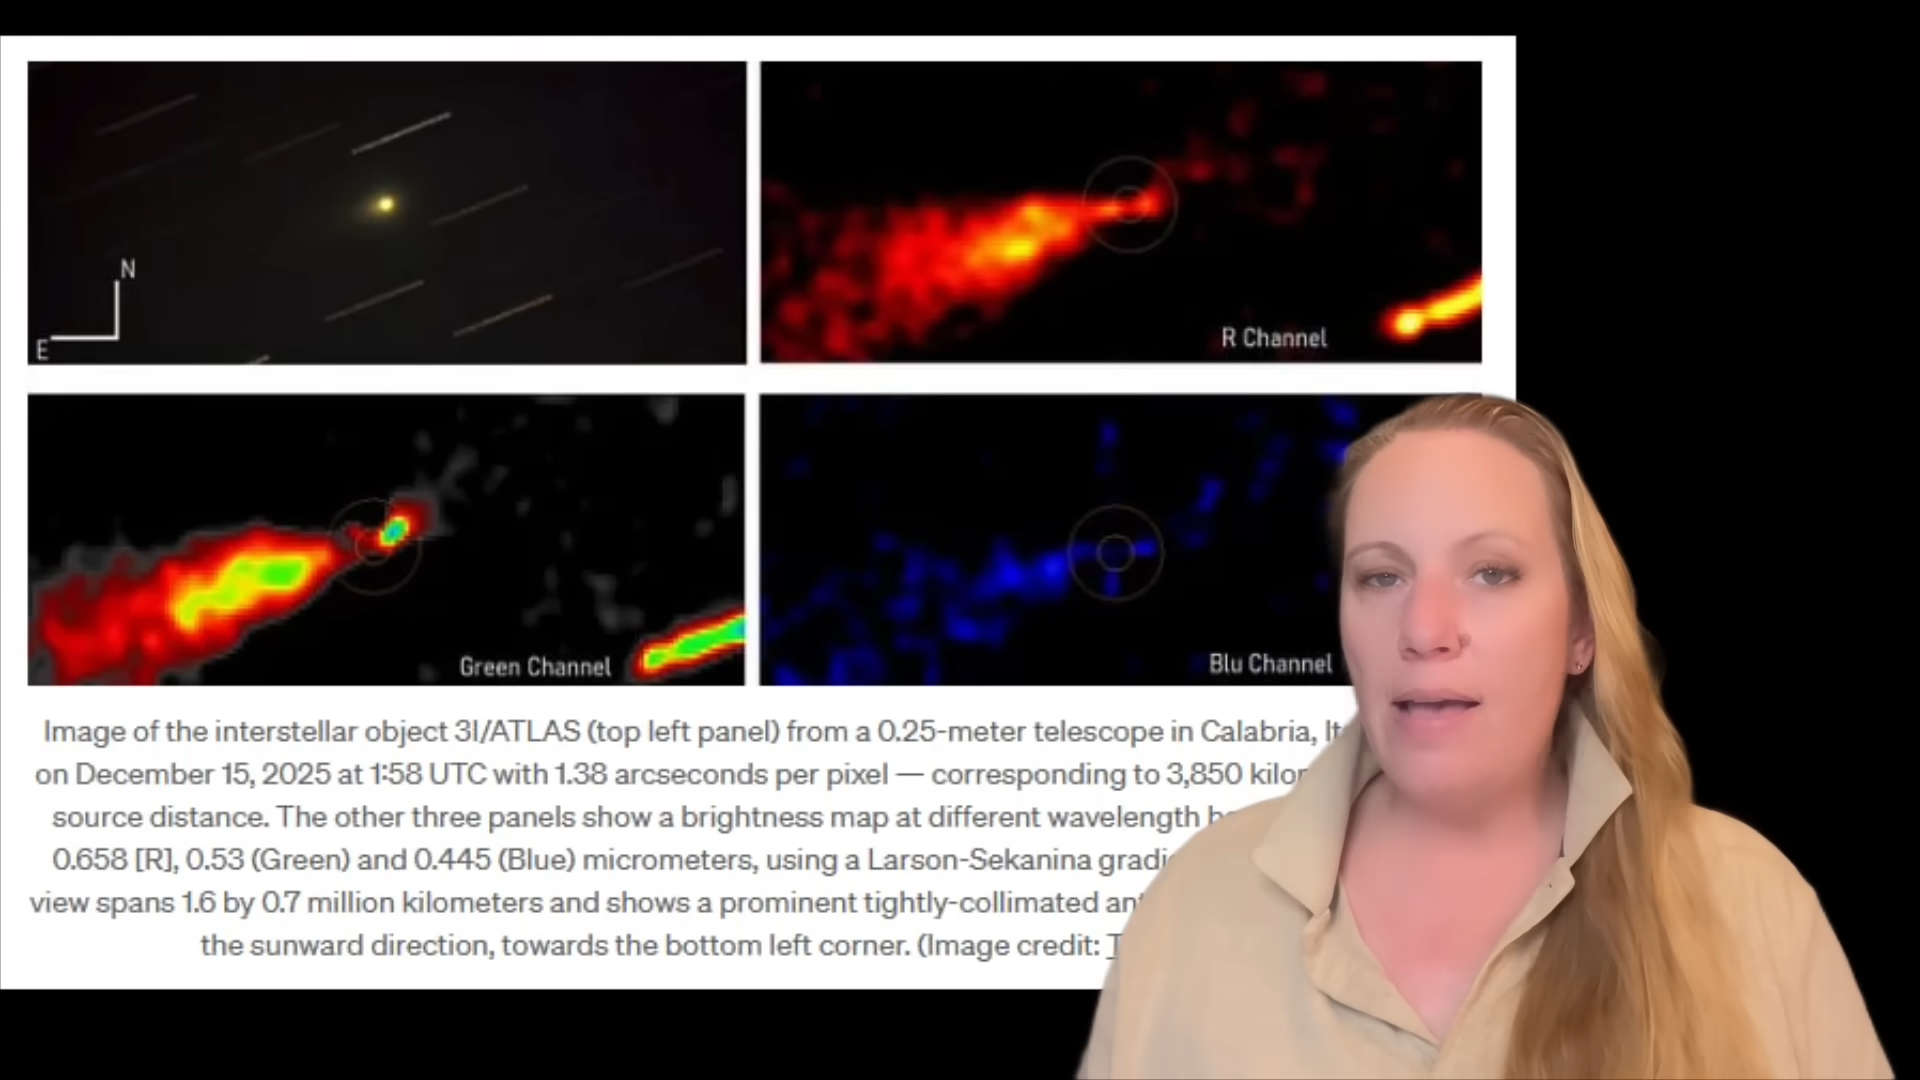 N
E
R Channel
Green Channel
Blu Channel
Image of the interstellar object 3I/ATLAS (top left panel) from a 0.25-meter telescope in Calabria,
on December 15, 2025 at 1:58 UTC with 1.38 arcseconds per pixel — corresponding to 3,850
source distance. The other three panels show a brightness map at different wavelength
0.658 [R], 0.53 (Green) and 0.445 (Blue) micrometers, using a Larson-Sekanina
view spans 1.6 by 0.7 million kilometers and shows a prominent tightly-collimated
the sunward direction, towards the bottom left corner. (Image credit: